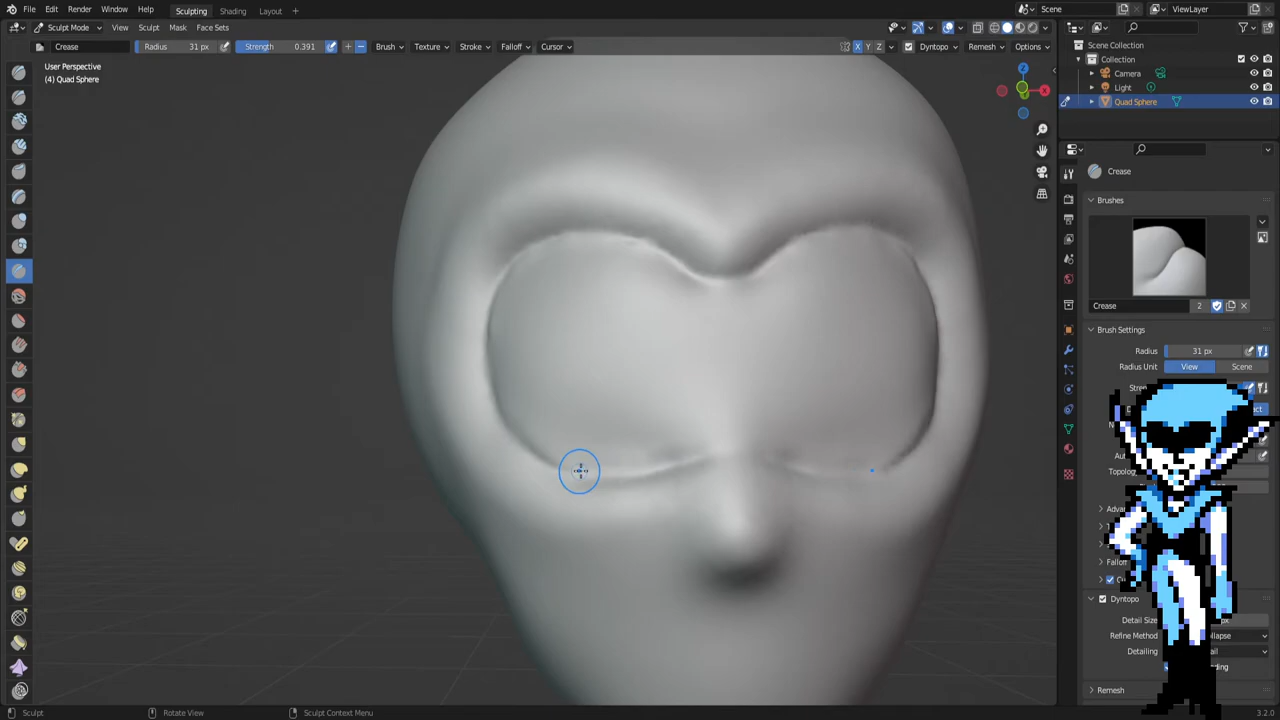 File Edit Render Window Help Sculpting Shading Layout + Scene ViewLayer
Sculpt Mode View Sculpt Mask Face Sets Options
Crease Radius 31 px Strength 0.391 Brush Texture Stroke Falloff Cursor X Y Z Dyntopo Remesh Options
User Perspective
(4) Quad Sphere
Z
X
Scene Collection
Collection
Camera
Light
Quad Sphere
Crease
Brushes
Crease 2
Brush Settings
Radius 31 px
Radius Unit View Scene
Falloff
Dyntopo
Detail Size
Refine Method
Detailing
Remesh
Sculpt Rotate View Sculpt Context Menu 3.2.0